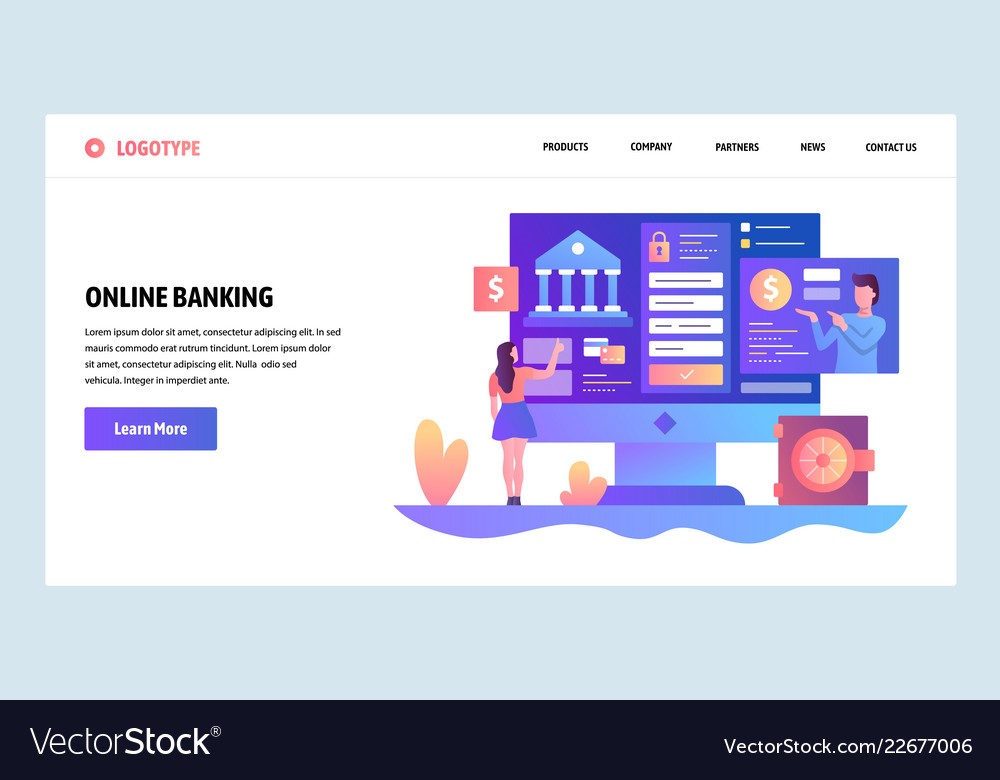 LOGOTYPE
PRODUCTS COMPANY PARTNERS NEWS CONTACT US
$
$
ONLINE BANKING
Lorem ipsum dolor sit amet, consectetur adipiscing elit. In sed
mauris commodo erat rutrum tincidunt. Lorem ipsum dolor
sit amet, consectetur adipiscing elit. Nulla odio sed
vehicula. Integer in imperdiet ante.
Learn More
VectorStock®
VectorStock.com/22677006